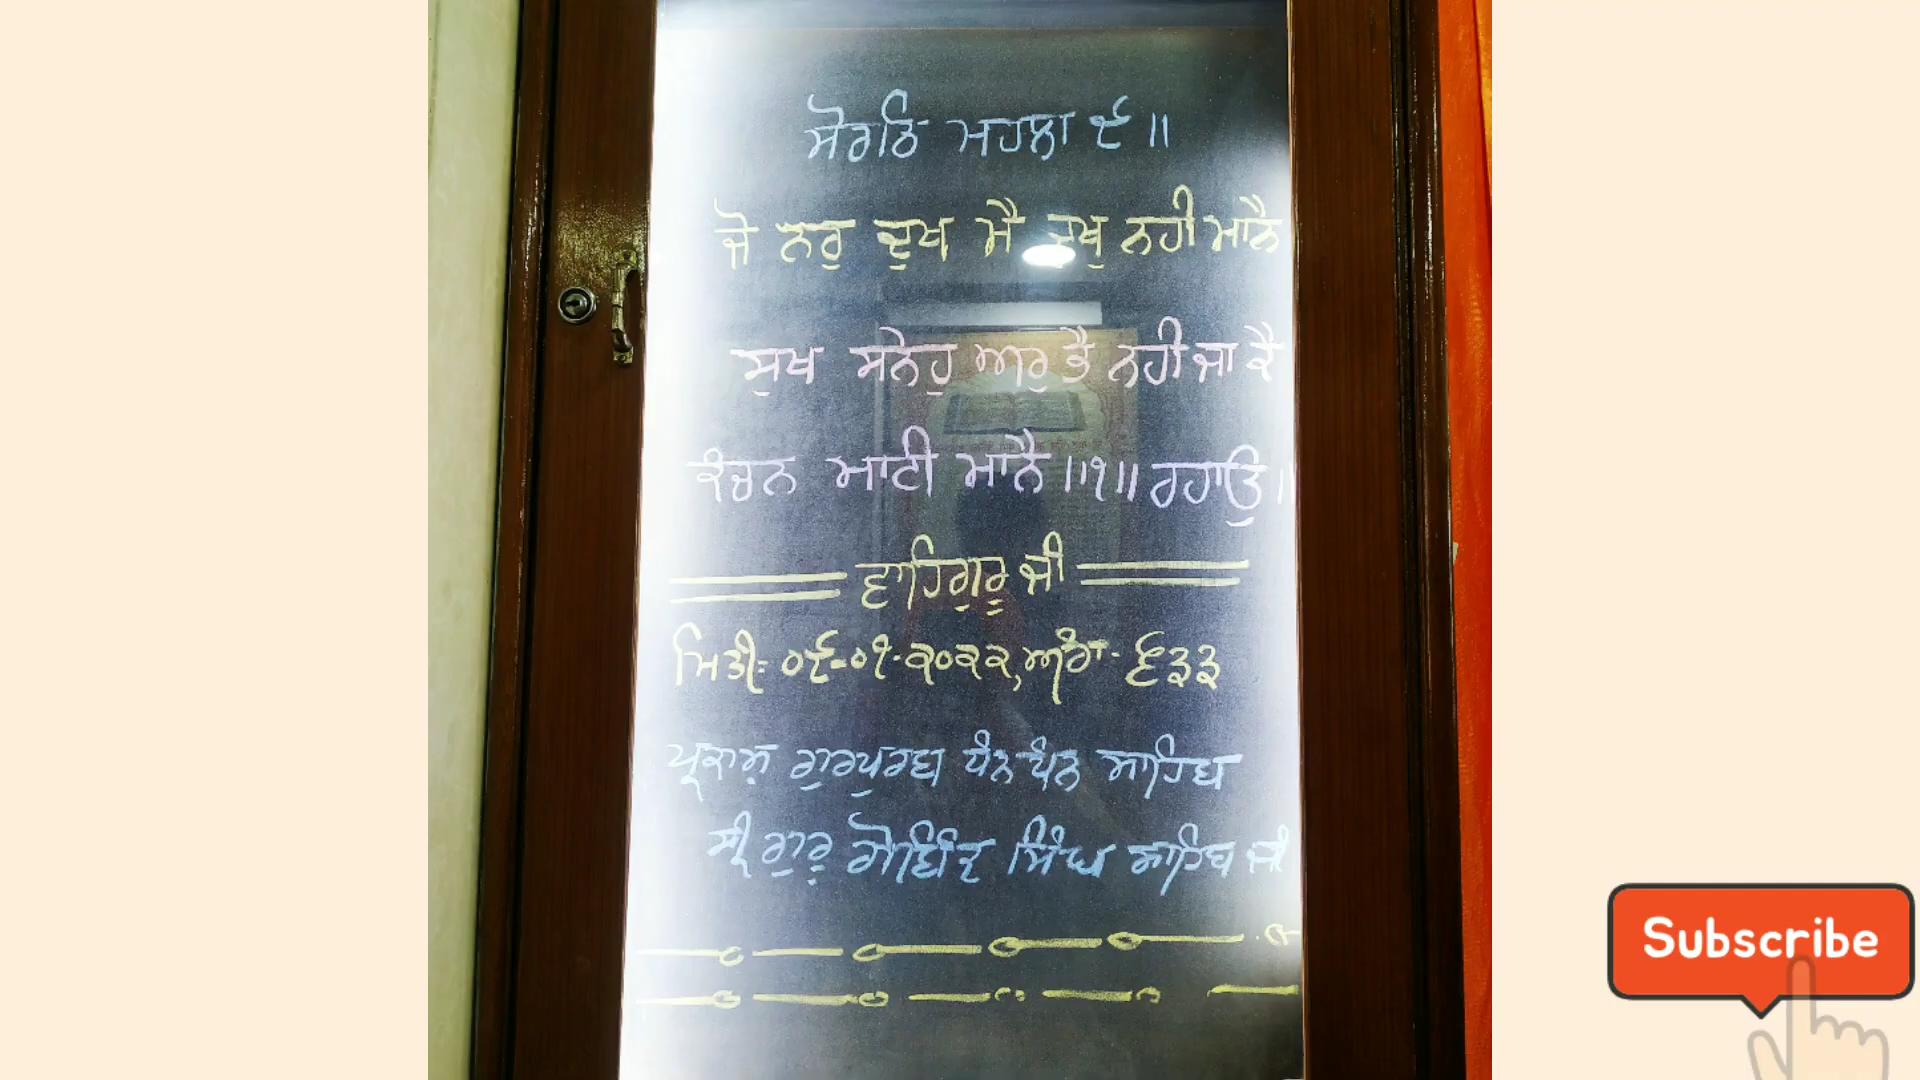 ਸੋਰਠਿ ਮਹਲਾ ੯॥
ਜੋ ਨਰੁ ਦੁਖ ਮੈ ਦੁਖੁ ਨਹੀ ਮਾਨੈ
ਸੁਖ ਸਨੇਹੁ ਅਰੁ ਭੈ ਨਹੀ ਜਾ ਕੈ
ਕੰਚਨ ਮਾਟੀ ਮਾਨੈ॥੧॥ ਰਹਾਉ।
ਵਾਹਿਗੁਰੂ ਜੀ
ਮਿਤੀ:- ੦੯-੦੧-੨੦੨੨, ਅੰਗ- ੬੩੩
ਪ੍ਰਕਾਸ਼ ਗੁਰਪੁਰਬ ਧੰਨ ਧੰਨ ਸਾਹਿਬ
ਸ੍ਰੀ ਗੁਰੂ ਗੋਬਿੰਦ ਸਿੰਘ ਸਾਹਿਬ ਜੀ
Subscribe